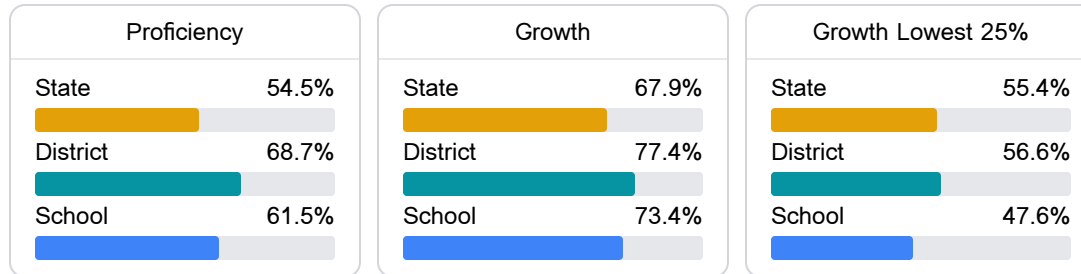 Proficiency
State 54.5%
District 68.7%
School 61.5%
Growth
State 67.9%
District 77.4%
School 73.4%
Growth Lowest 25%
State 55.4%
District 56.6%
School 47.6%